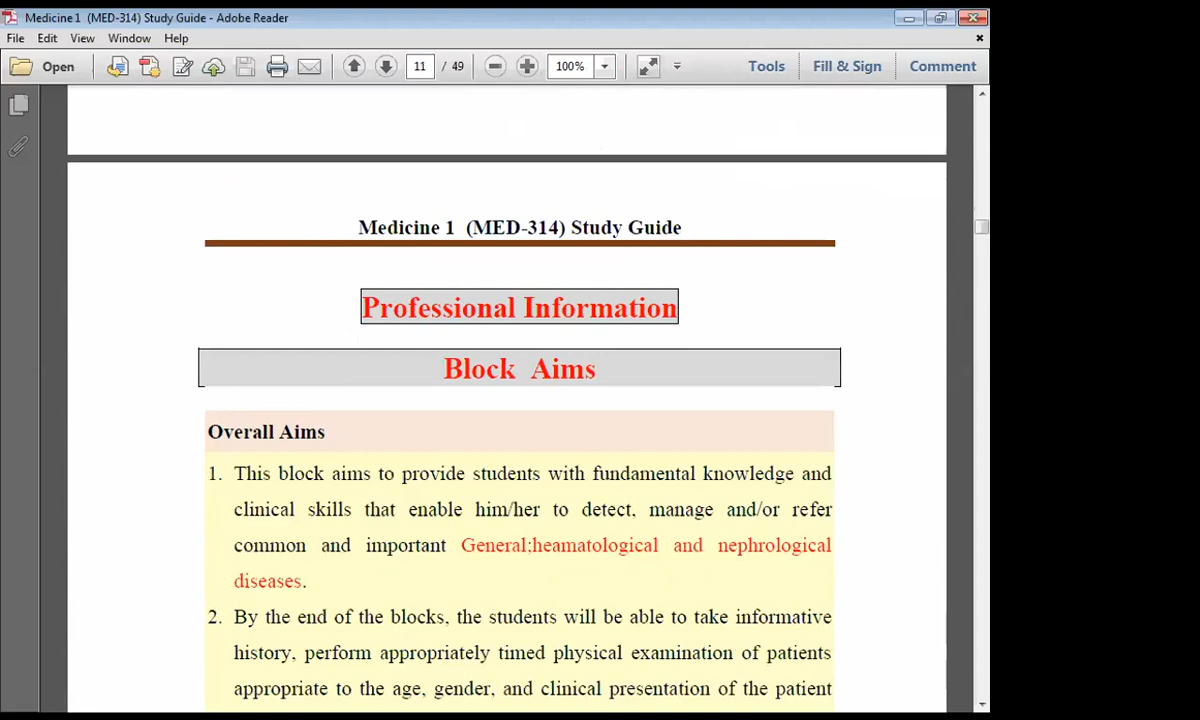 Medicine 1 (MED-314) Study Guide - Adobe Reader
File Edit View Window Help
Open 11 / 49 100% Tools Fill & Sign Comment
Medicine 1 (MED-314) Study Guide
Professional Information
Block Aims
Overall Aims
1. This block aims to provide students with fundamental knowledge and
clinical skills that enable him/her to detect, manage and/or refer
common and important General;heamatological and nephrological
diseases.
2. By the end of the blocks, the students will be able to take informative
history, perform appropriately timed physical examination of patients
appropriate to the age, gender, and clinical presentation of the patient